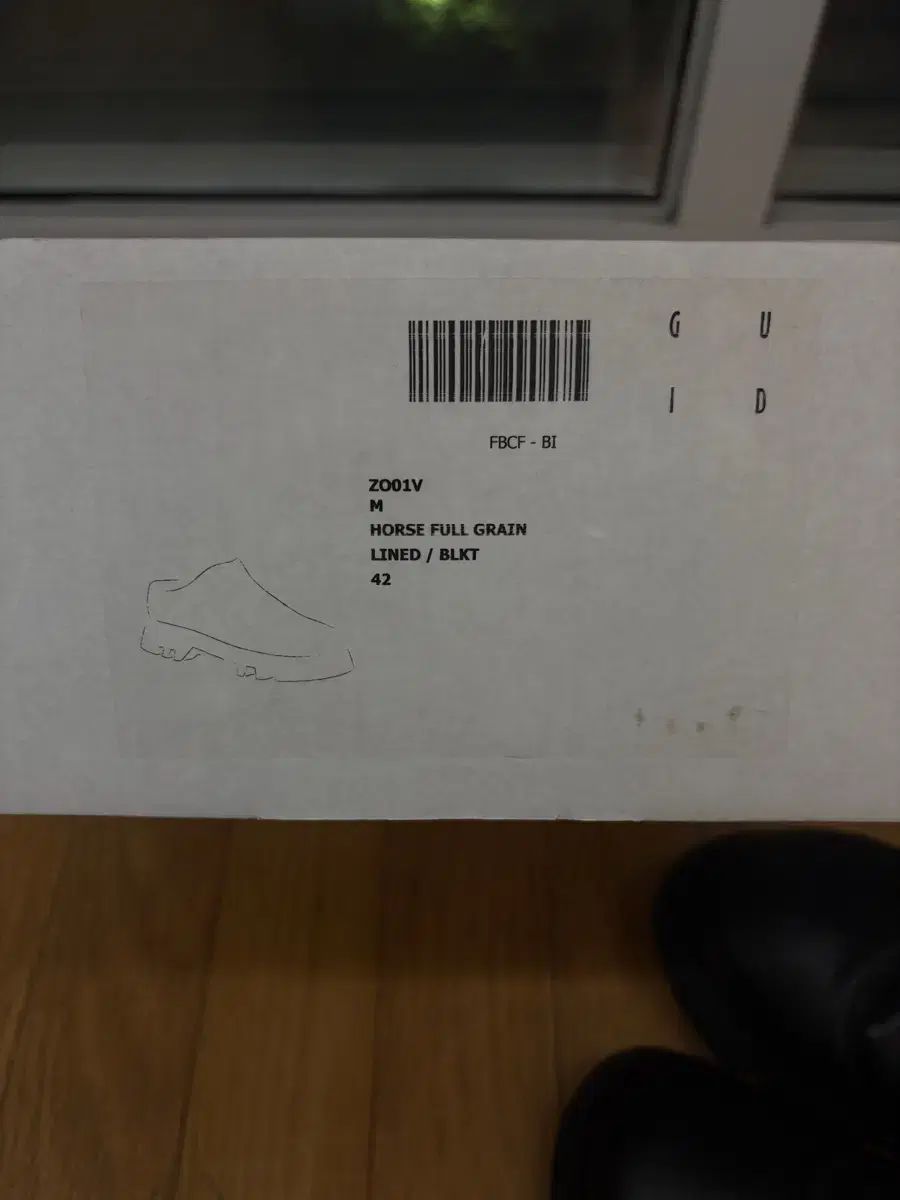 G U
I D
FBCF - BI
ZO01V
M
HORSE FULL GRAIN
LINED / BLKT
42